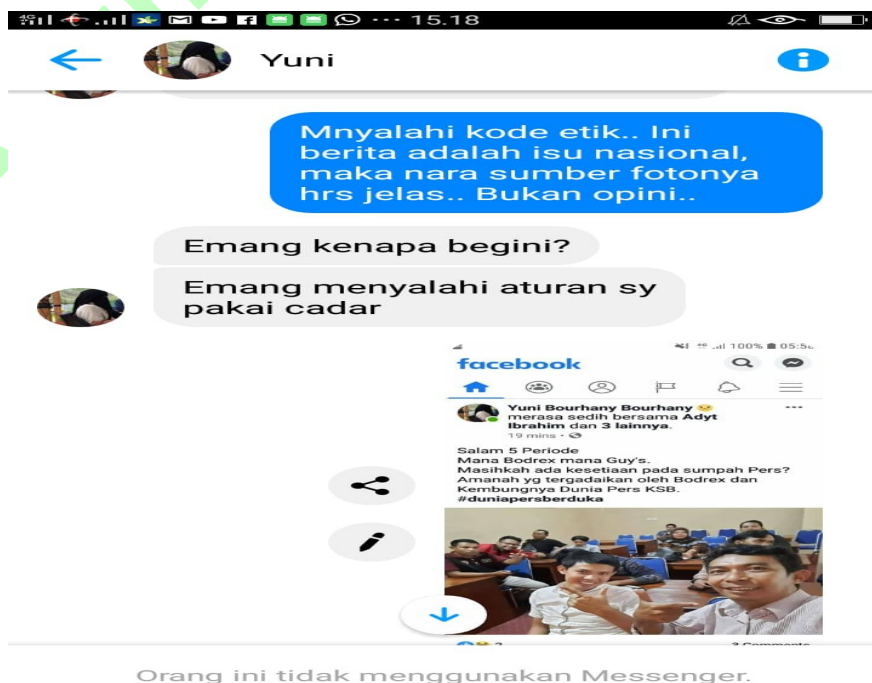 15.18
Yuni
Mnyalahi kode etik.. Ini
berita adalah isu nasional,
maka nara sumber fotonya
hrs jelas.. Bukan opini..
Emang kenapa begini?
Emang menyalahi aturan sy
pakai cadar
100% 05:5
facebook
Yuni Bourhany Bourhany
merasa sedih bersama Adyt
Ibrahim dan 3 lainnya.
19 mins •
Salam 5 Periode
Mana Bodrex mana Guy's.
Masihkah ada kesetiaan pada sumpah Pers?
Amanah yg tergadaikan oleh Bodrex dan
Kembungnya Dunia Pers KSB.
#duniapersberduka
3 Comments
Orang ini tidak menggunakan Messenger.